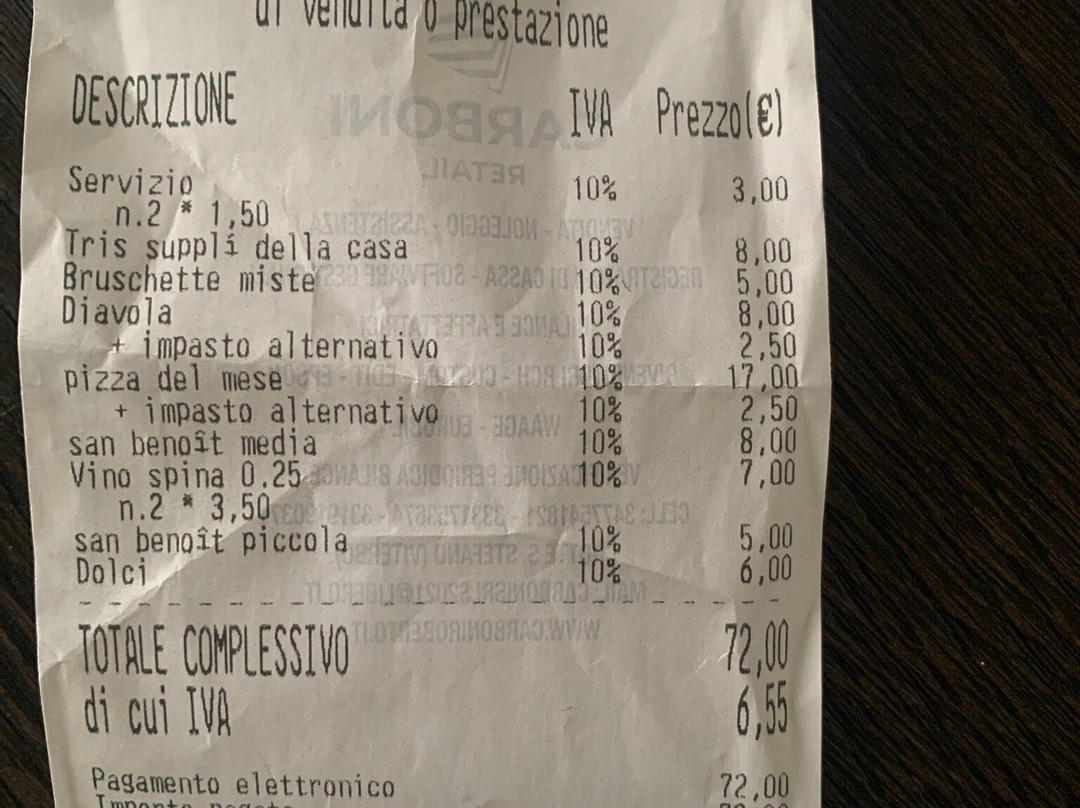 di vendita o prestazione
DESCRIZIONE IVA Prezzo(€)
Servizio 10% 3,00
n.2 * 1,50
Tris supplí della casa 10% 8,00
Bruschette miste 10% 5,00
Diavola 10% 8,00
+ impasto alternativo 10% 2,50
pizza del mese 10% 17,00
+ impasto alternativo 10% 2,50
san benoît media 10% 8,00
Vino spina 0.25 10% 7,00
n.2 * 3,50
san benoît piccola 10% 5,00
Dolci 10% 6,00
TOTALE COMPLESSIVO 72,00
di cui IVA 6,55
Pagamento elettronico 72,00